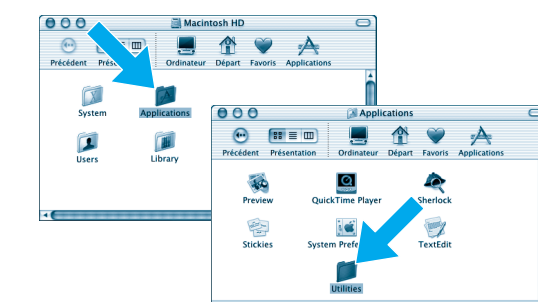 Macintosh HD
Précédent Ordinateur Départ Favoris Applications
System Applications
Users Library
Applications
Précédent Présentation Ordinateur Départ Favoris Applications
Preview QuickTime Player Sherlock
Stickies System TextEdit
Utilities